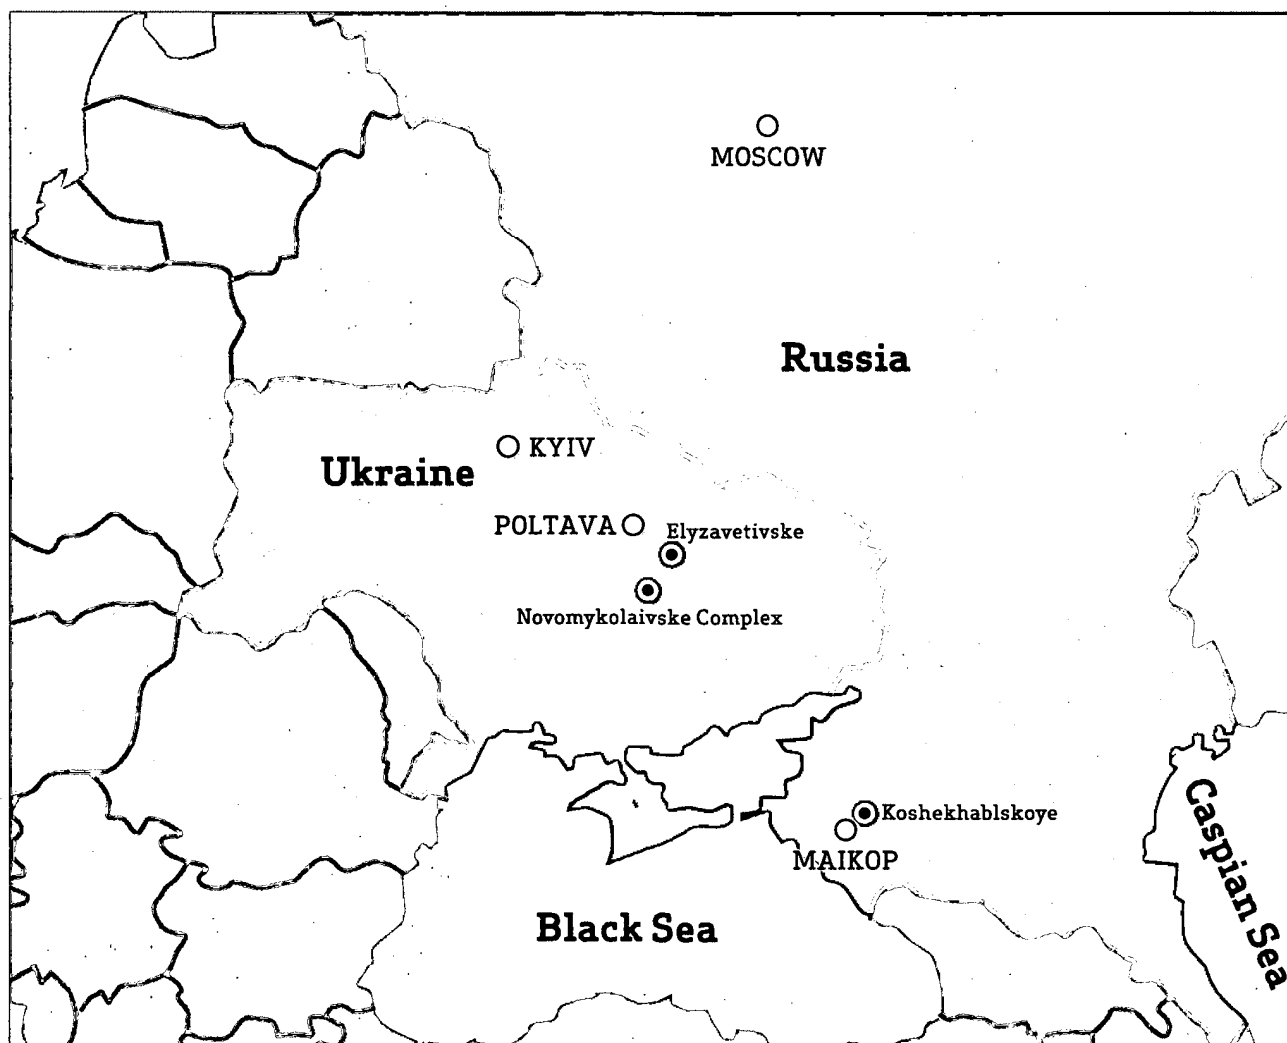 MOSCOW
Russia
KYIV
Ukraine
POLTAVA
Elyzavetivske
Novomykolaivske Complex
Koshekhablskoye
MAIKOP
Caspian Sea
Black Sea